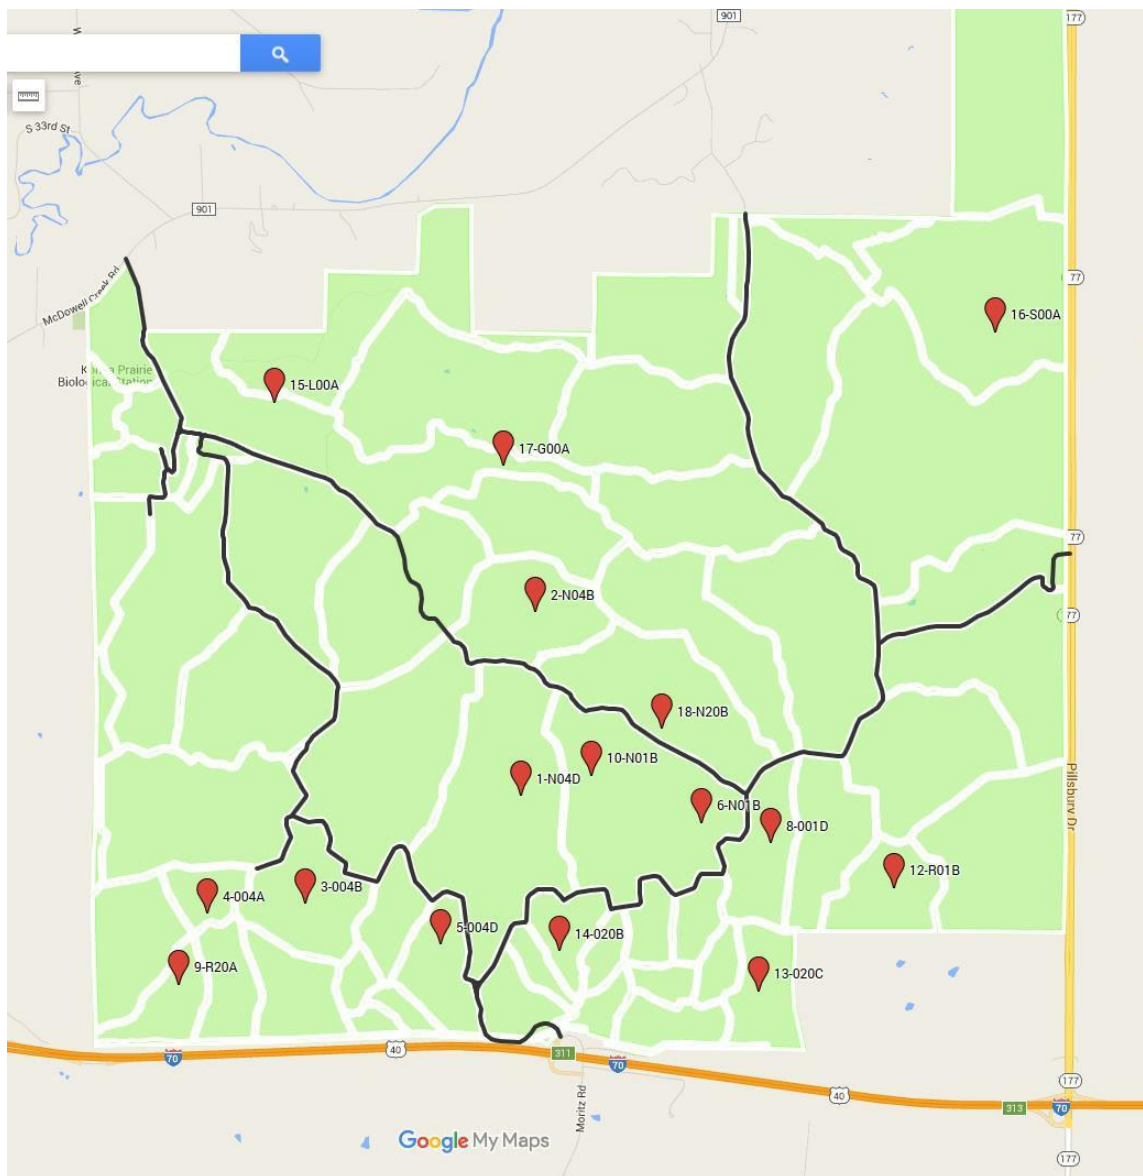 177
901
W
ve
S 33rd St
901
McDowell Creek Rd
77
16-S00A
Konza Prairie
Biological Station
15-L00A
17-G00A
77
2-N04B
77
18-N20B
10-N01B
1-N04D
6-N01B
8-001D
Pillsbury Dr
12-R01B
3-004B
4-004A
5-004D
14-020B
9-R20A
13-020C
40
70
311
70
Moritz Rd
40
177
313
70
Google My Maps
177